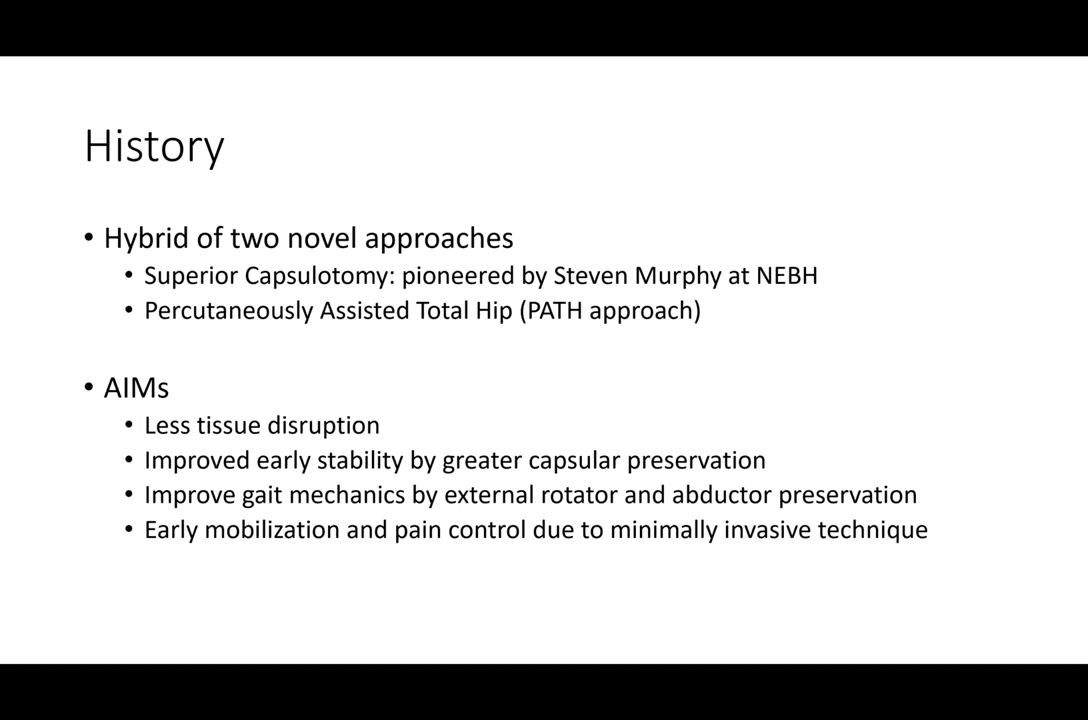 History
• Hybrid of two novel approaches
• Superior Capsulotomy: pioneered by Steven Murphy at NEBH
• Percutaneously Assisted Total Hip (PATH approach)
• AIMs
• Less tissue disruption
• Improved early stability by greater capsular preservation
• Improve gait mechanics by external rotator and abductor preservation
• Early mobilization and pain control due to minimally invasive technique